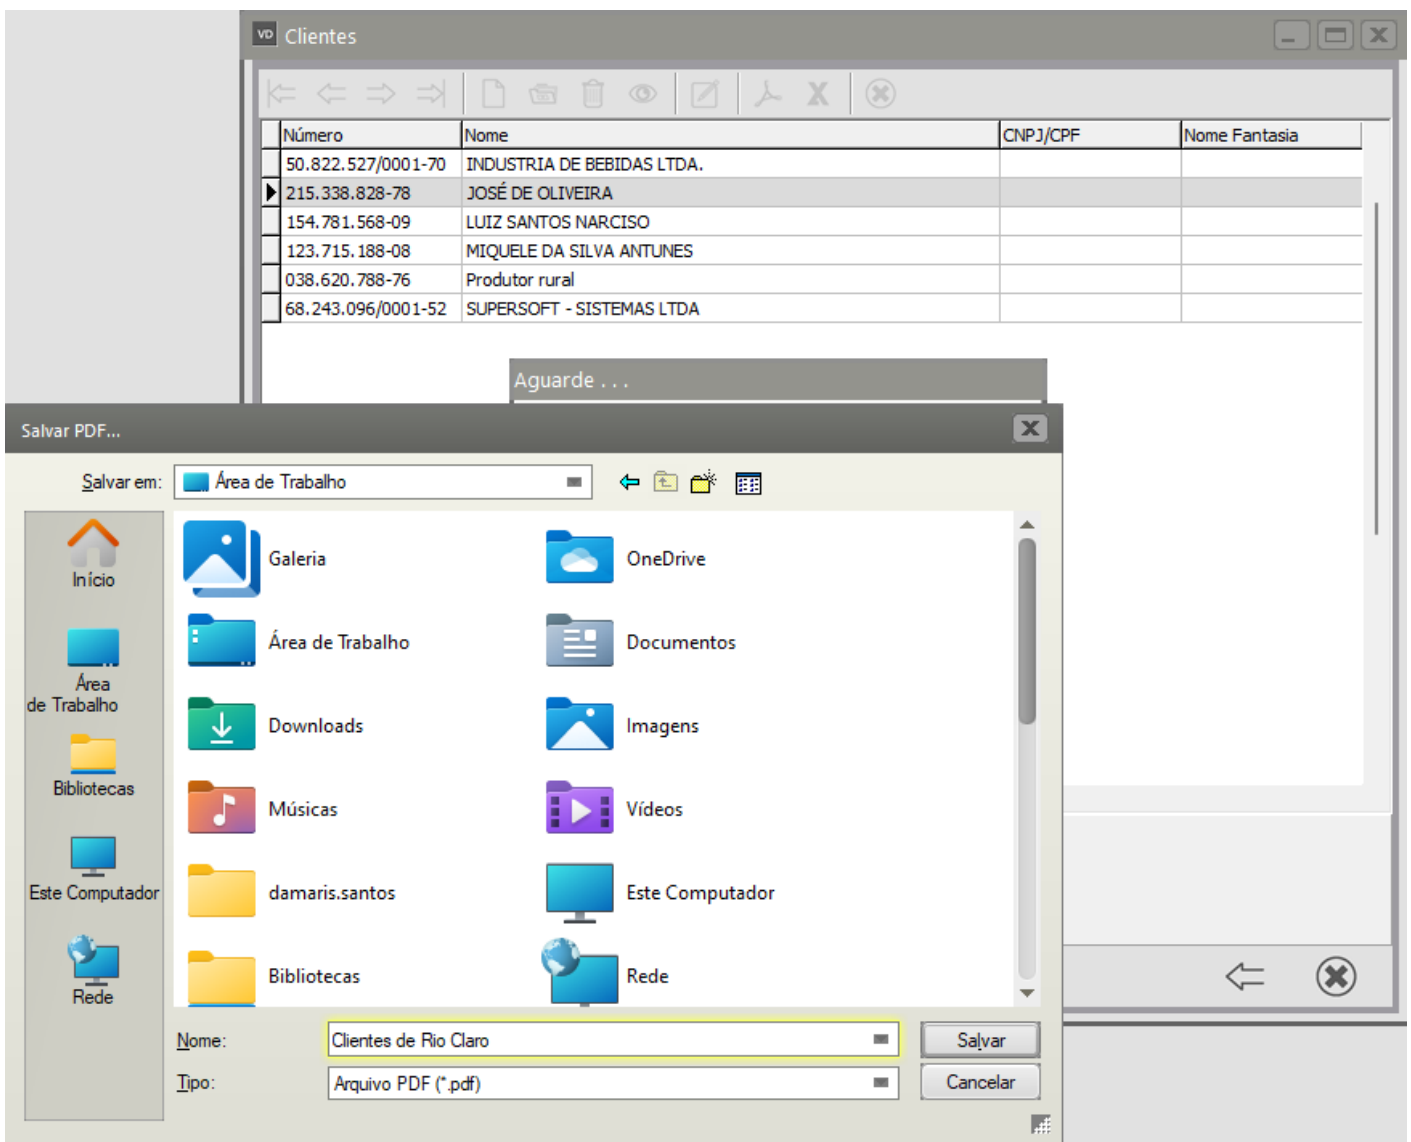 VD Clientes
Número Nome CNPJ/CPF Nome Fantasia
50.822.527/0001-70 INDUSTRIA DE BEBIDAS LTDA.
215.338.828-78 JOSÉ DE OLIVEIRA
154.781.568-09 LUIZ SANTOS NARCISO
123.715.188-08 MIQUELE DA SILVA ANTUNES
038.620.788-76 Produtor rural
68.243.096/0001-52 SUPERSOFT - SISTEMAS LTDA
Aguarde . . .
Salvar PDF...
Salvar em: Área de Trabalho
Início
Área
de Trabalho
Bibliotecas
Este Computador
Rede
Galeria OneDrive
Área de Trabalho Documentos
Downloads Imagens
Músicas Vídeos
damaris.santos Este Computador
Bibliotecas Rede
Nome: Clientes de Rio Claro Salvar
Tipo: Arquivo PDF (*.pdf) Cancelar